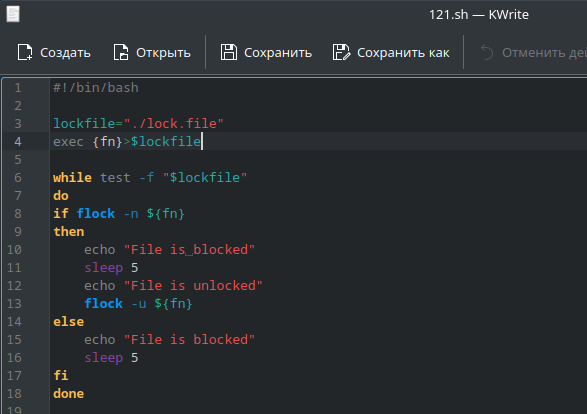 121.sh — KWrite
Создать Открыть Сохранить Сохранить как Отменить дей
1 #!/bin/bash
2
3 lockfile="./lock.file"
4 exec {fn}>$lockfile
5
6 while test -f "$lockfile"
7 do
8 if flock -n ${fn}
9 then
10 echo "File is_blocked"
11 sleep 5
12 echo "File is unlocked"
13 flock -u ${fn}
14 else
15 echo "File is blocked"
16 sleep 5
17 fi
18 done
19